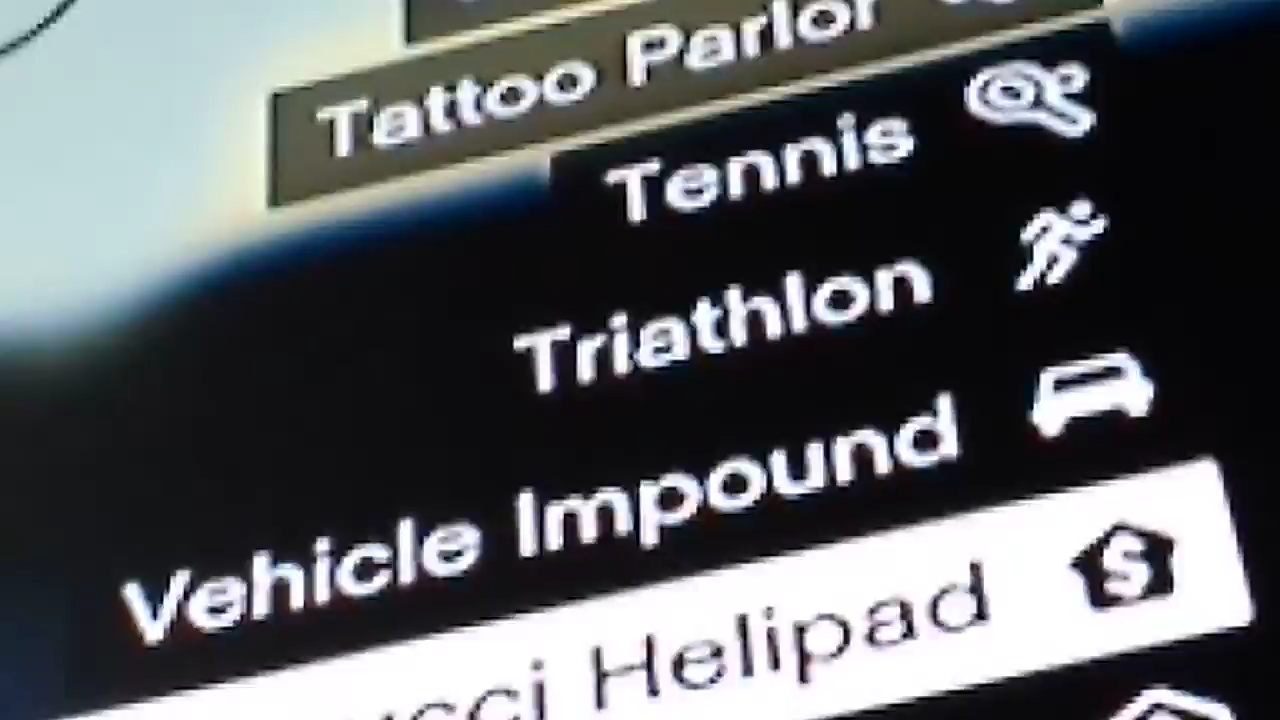 Tattoo Parlor
Tennis
Triathlon
Vehicle Impound
Helipad